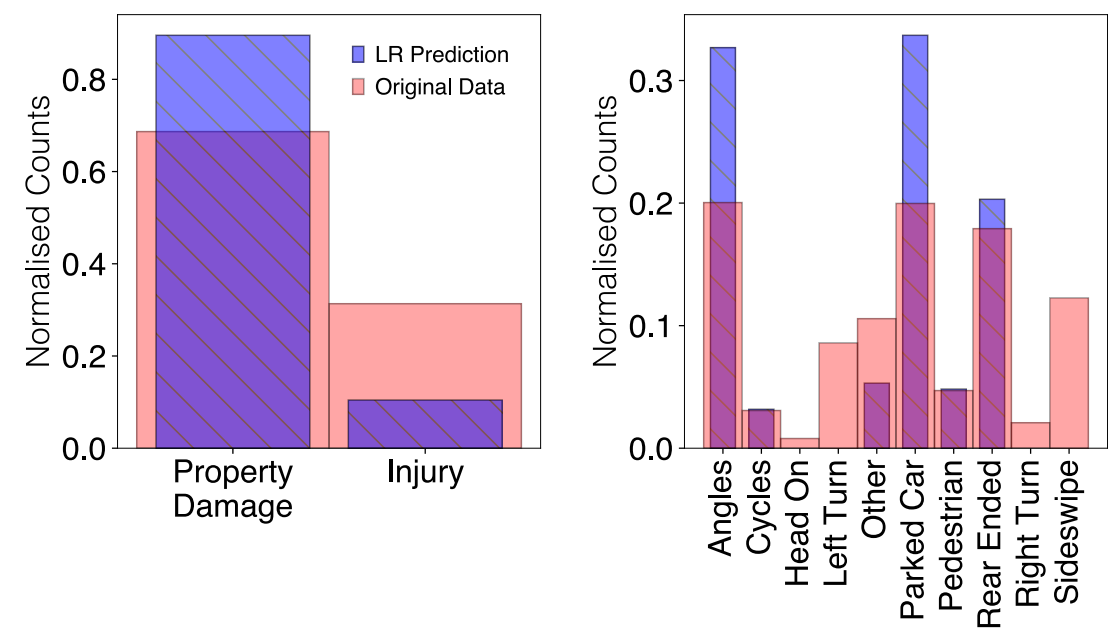 Normalised Counts
0.8
0.6
0.4
0.2
0.0
LR Prediction
Original Data
Property
Damage
Injury
Normalised Counts
0.3
0.2
0.1
0.0
Angles
Cycles
Head On
Left Turn
Other
Parked Car
Pedestrian
Rear Ended
Right Turn
Sideswipe